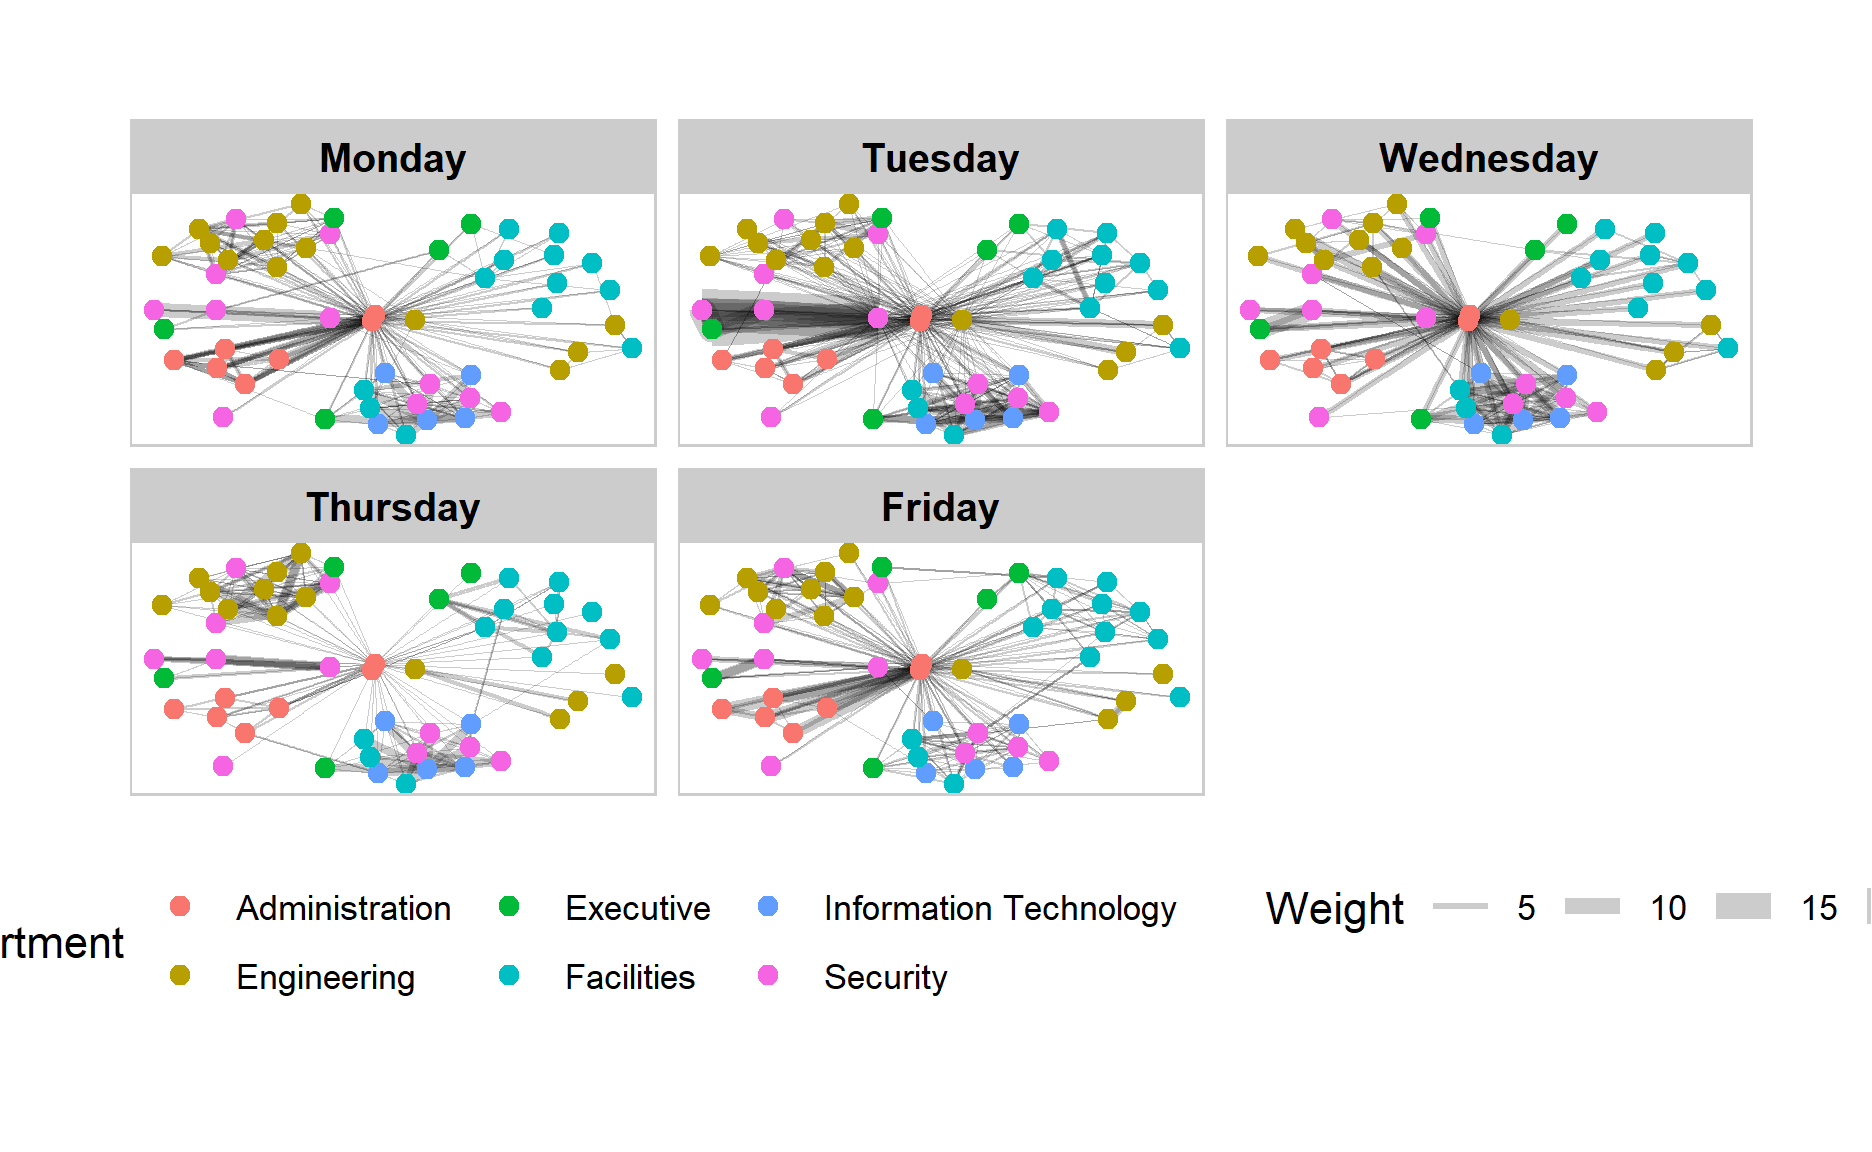 Monday Tuesday Wednesday
Thursday Friday
rtment
Administration Executive Information Technology
Engineering Facilities Security
Weight 5 10 15